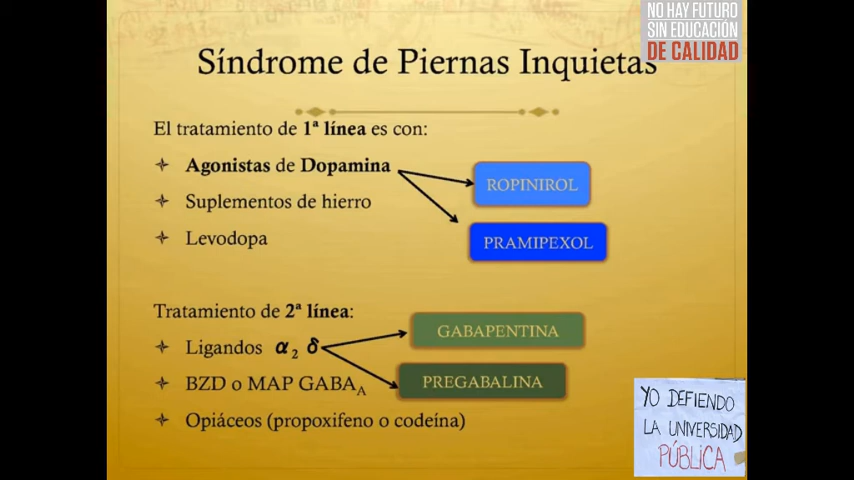 NO HAY FUTURO
SIN EDUCACIÓN
DE CALIDAD
Síndrome de Piernas Inquietas
El tratamiento de 1ª línea es con:
Agonistas de Dopamina
ROPINIROL
Suplementos de hierro
PRAMIPEXOL
Levodopa
Tratamiento de 2ª línea:
GABAPENTINA
Ligandos α2 δ
BZD o MAP GABAA
PREGABALINA
Opiáceos (propoxifeno o codeína)
YO DEFIENDO
LA UNIVERSIDAD
PÚBLICA